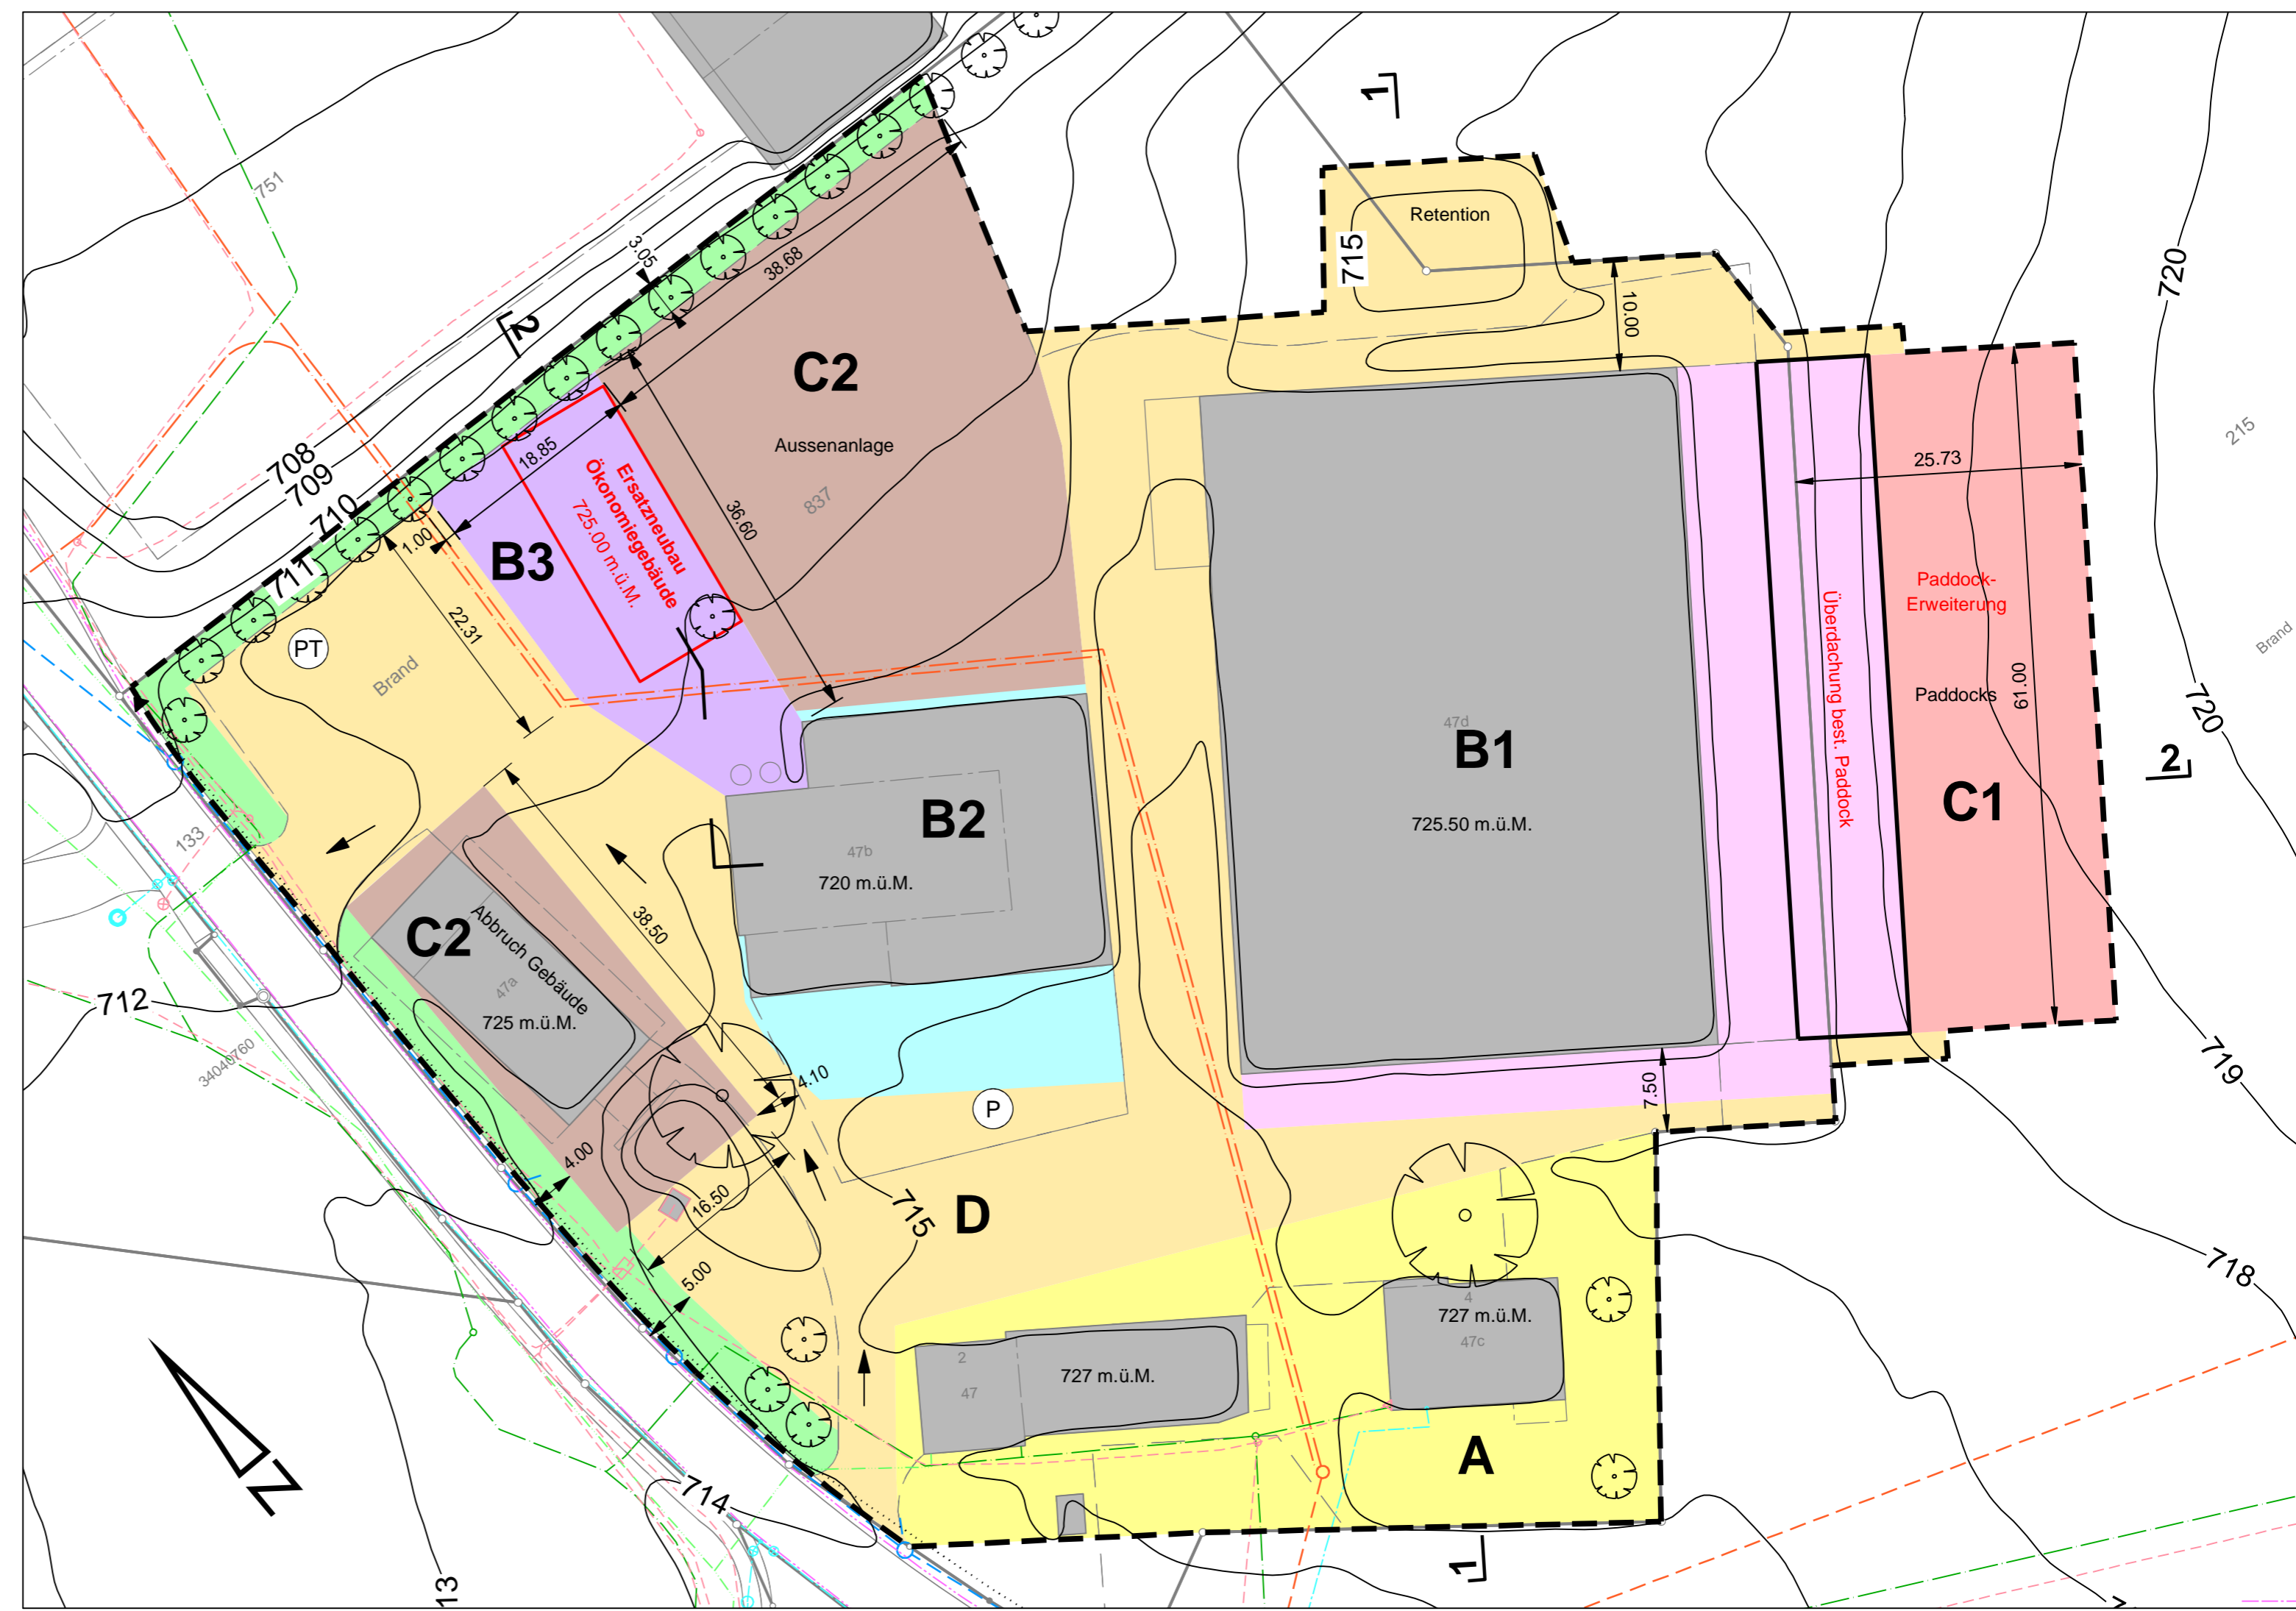 751
1
Retention
715
3.05
38.68
2
10.00
720
C2
Aussenanlage
837
18.85
Ersatzneubau
Ökonomiegebäude
725.00 m.ü.M.
36.60
708
709
710
711
1.00
B3
22.31
PT
Brand
25.73
215
Paddock-
Erweiterung
Brand
Überdachung best. Paddock
Paddocks
61.00
720
47d
B1
725.50 m.ü.M.
C1
2
B2
47b
720 m.ü.M.
133
38.50
C2
Abbruch Gebäude
47a
725 m.ü.M.
712
34040760
4.10
P
7.50
719
4.00
16.50
715
D
718
5.00
4
727 m.ü.M.
47c
2
47
727 m.ü.M.
A
N
714
13
1